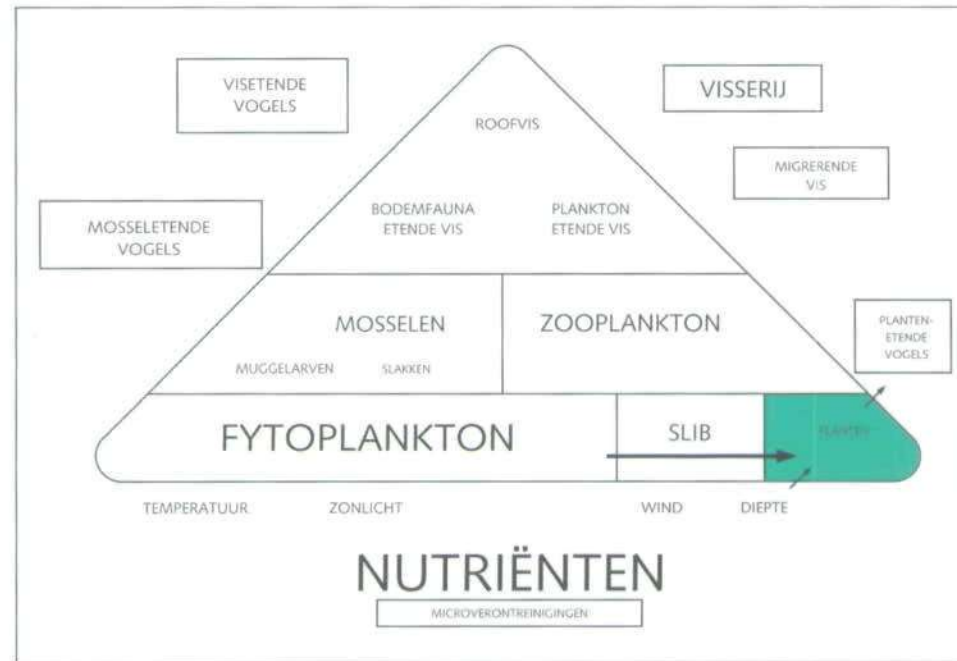 VISETENDE
VOGELS
VISSERIJ
ROOFVIS
MIGRERENDE
VIS
MOSSELETENDE
VOGELS
BODEMFAUNA
ETENDE VIS
PLANKTON
ETENDE VIS
MOSSELEN
ZOOPLANKTON
PLANTEN-
ETENDE
VOGELS
MUGGELARVEN
SLAKKEN
FYTOPLANKTON
SLIB
PLANTEN
TEMPERATUUR
ZONLICHT
WIND
DIEPTE
NUTRIËNTEN
MICROVERONTREINIGINGEN